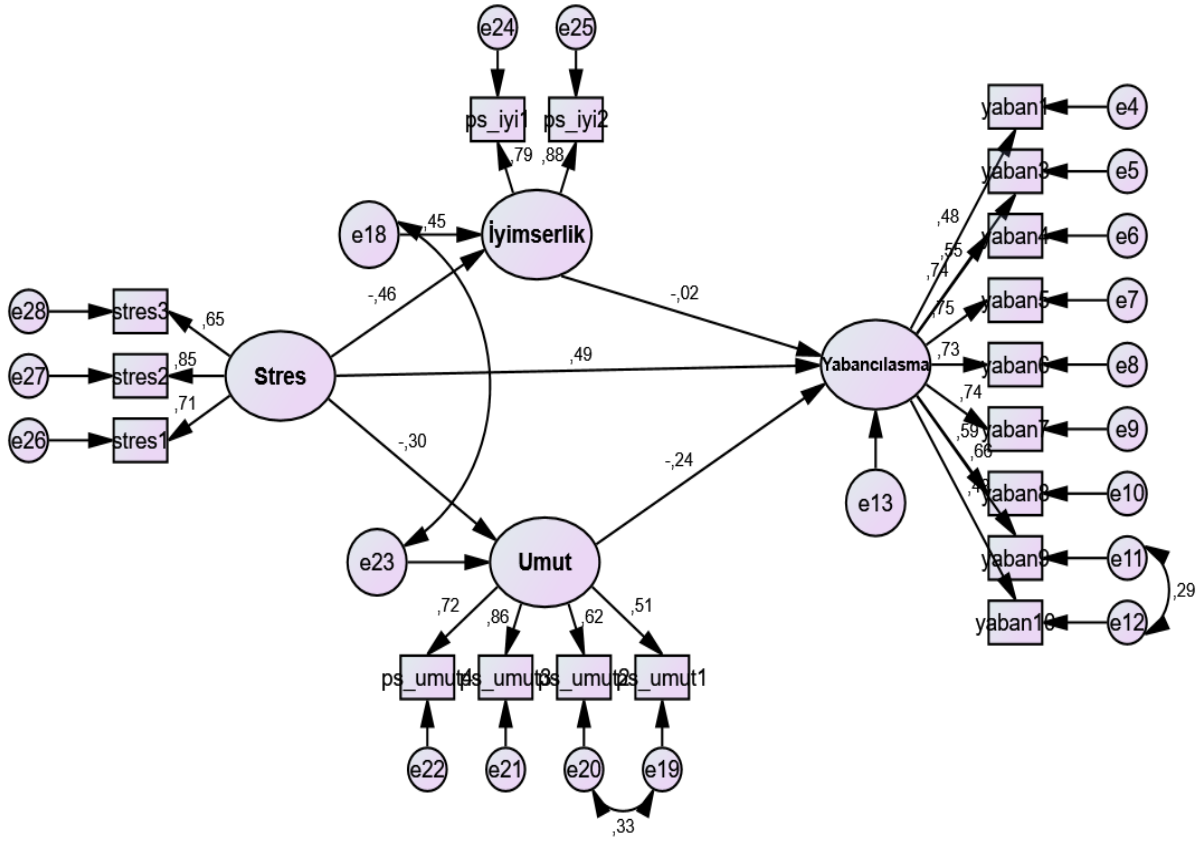 e24
e25
ps_iyi1
ps_iyi2
,79
,88
e18
,45
İyimserlik
-,46
-,02
e28
stres3
,65
e27
stres2
,85
e26
stres1
,71
Stres
,49
-,30
-,24
e23
Umut
,72
,86
,62
,51
ps_umut4
ps_umut3
ps_umut2
ps_umut1
e22
e21
e20
e19
,33
Yabancılasma
e13
,48
,55
,74
,75
,73
,74
,59
,66
yaban1
e4
yaban3
e5
yaban4
e6
yaban5
e7
yaban6
e8
yaban7
e9
yaban8
e10
yaban9
e11
yaban10
e12
,29